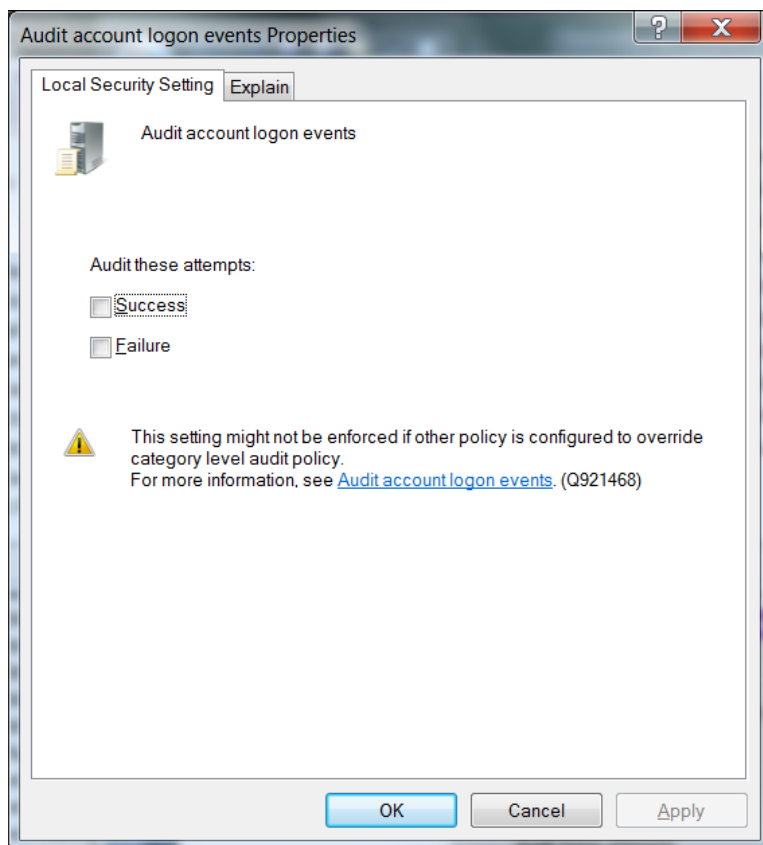 Audit account logon events Properties
?
X
Local Security Setting
Explain
Audit account logon events
Audit these attempts:
Success
Failure
This setting might not be enforced if other policy is configured to override
category level audit policy.
For more information, see Audit account logon events. (Q921468)
OK
Cancel
Apply